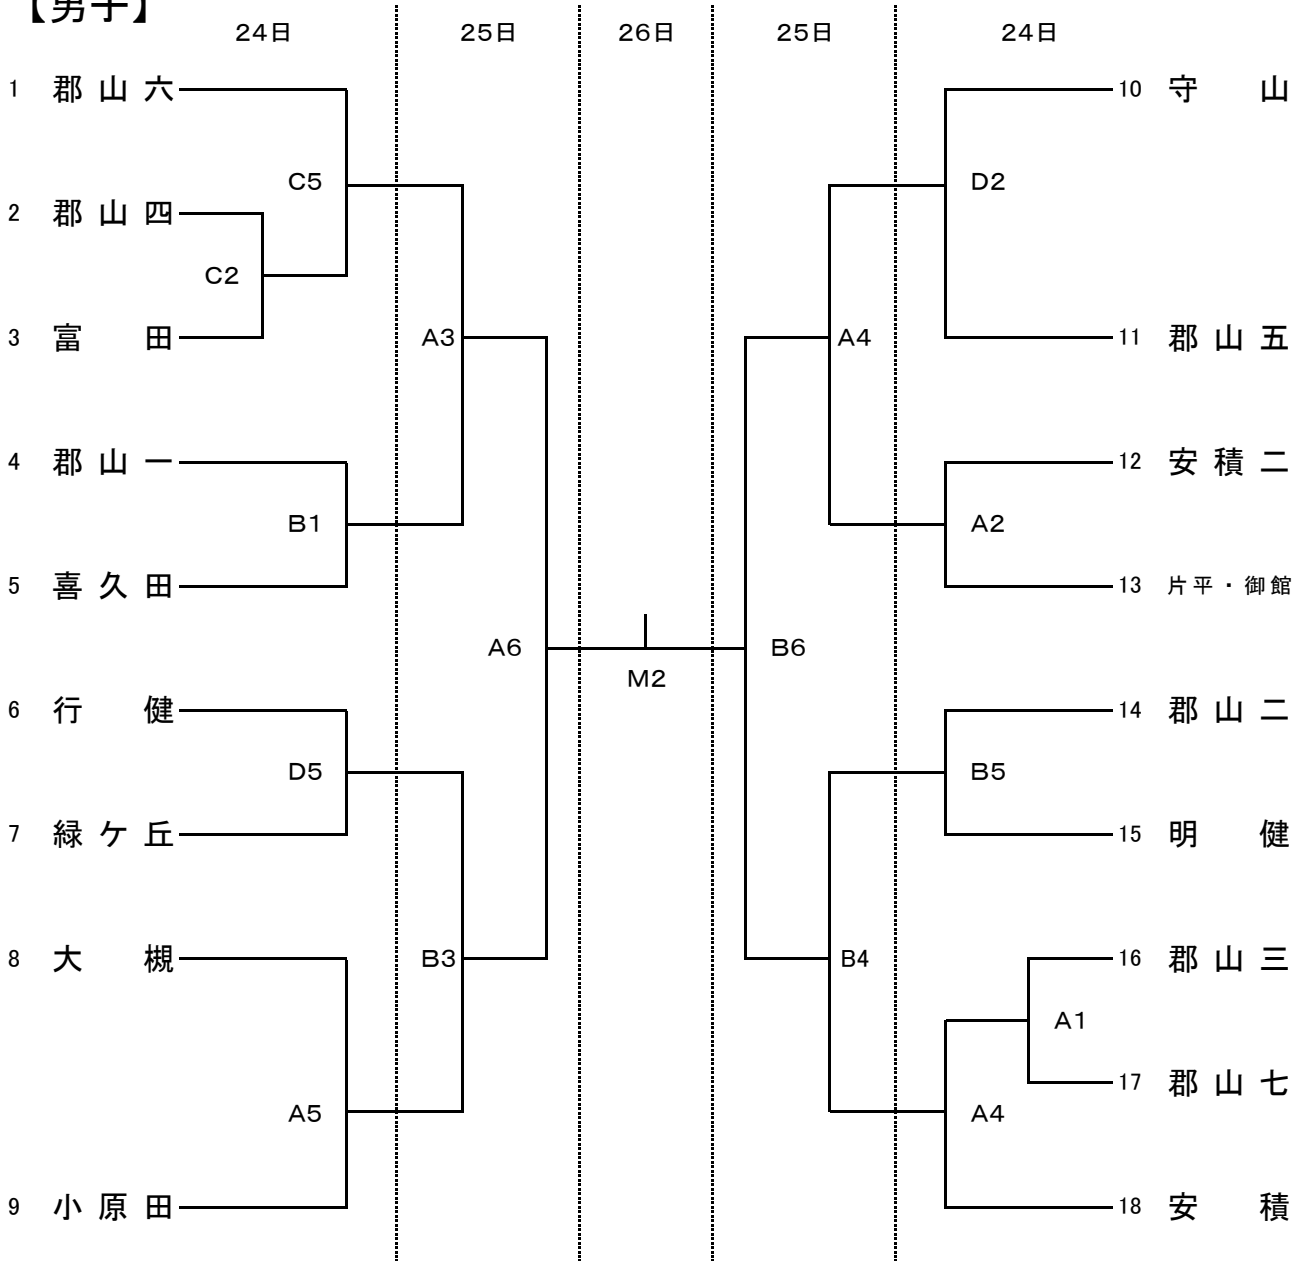 【男子】
24日 25日 26日 25日 24日
1 郡山六
10 守山
C5
D2
2 郡山四
C2
3 富田
A3
A4
11 郡山五
4 郡山一
12 安積二
B1
A2
5 喜久田
13 片平・御館
A6
B6
M2
6 行健
14 郡山二
D5
B5
7 緑ケ丘
15 明健
8 大槻
B3
B4
16 郡山三
A1
17 郡山七
A5
A4
9 小原田
18 安積